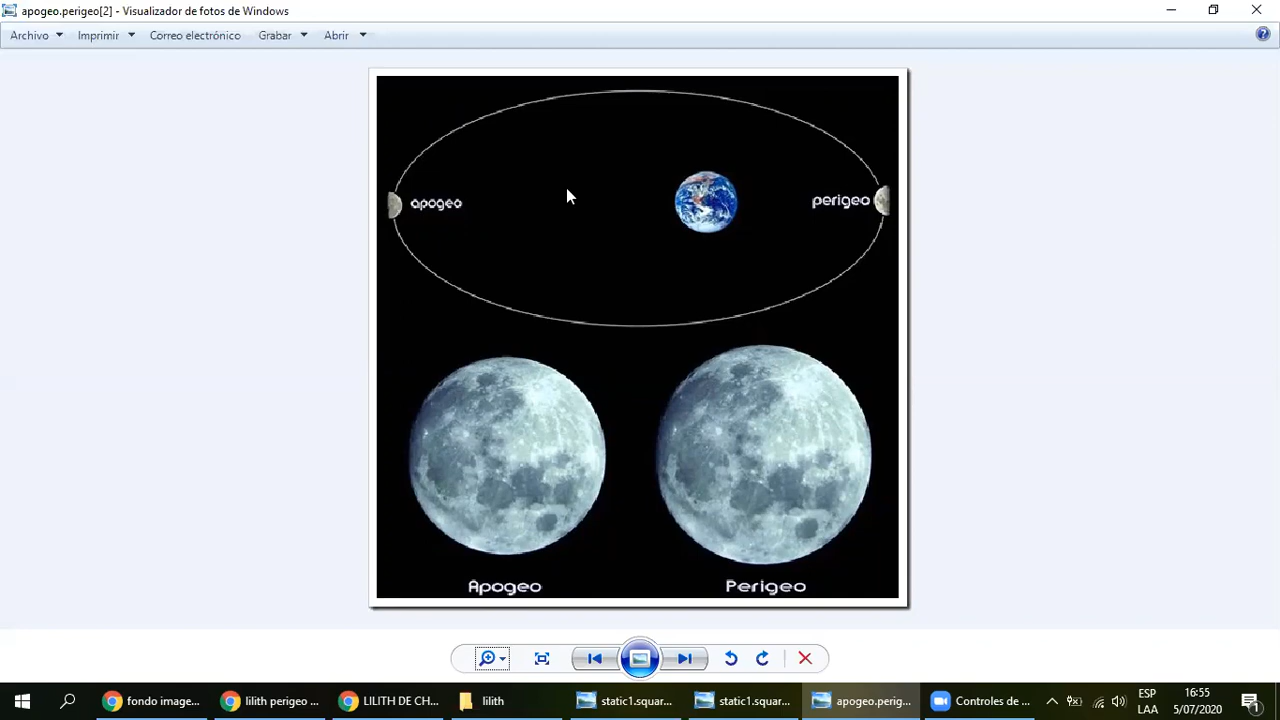 apogeo.perigeo[2] - Visualizador de fotos de Windows
Archivo Imprimir Correo electrónico Grabar Abrir
apogeo
perigeo
Apogeo
Perigeo
fondo image...
lilith perigeo ...
LILITH DE CH...
lilith
static1.squar...
static1.squar...
apogeo.perig...
Controles de ...
ESP
LAA
16:55
5/07/2020
1